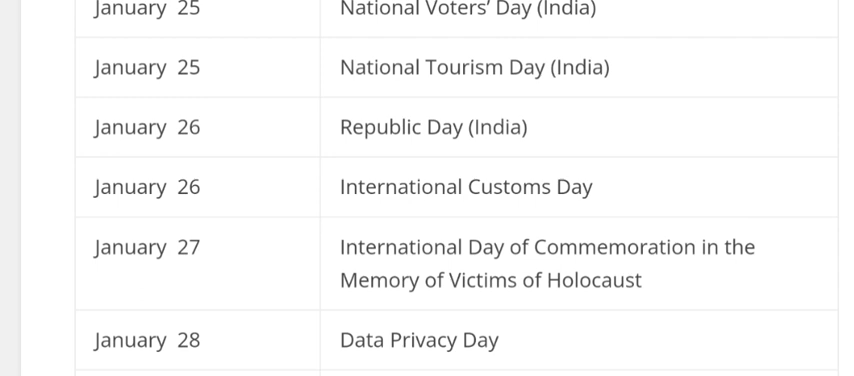 January 25 National Voters’ Day (India)
January 25 National Tourism Day (India)
January 26 Republic Day (India)
January 26 International Customs Day
January 27 International Day of Commemoration in the
Memory of Victims of Holocaust
January 28 Data Privacy Day